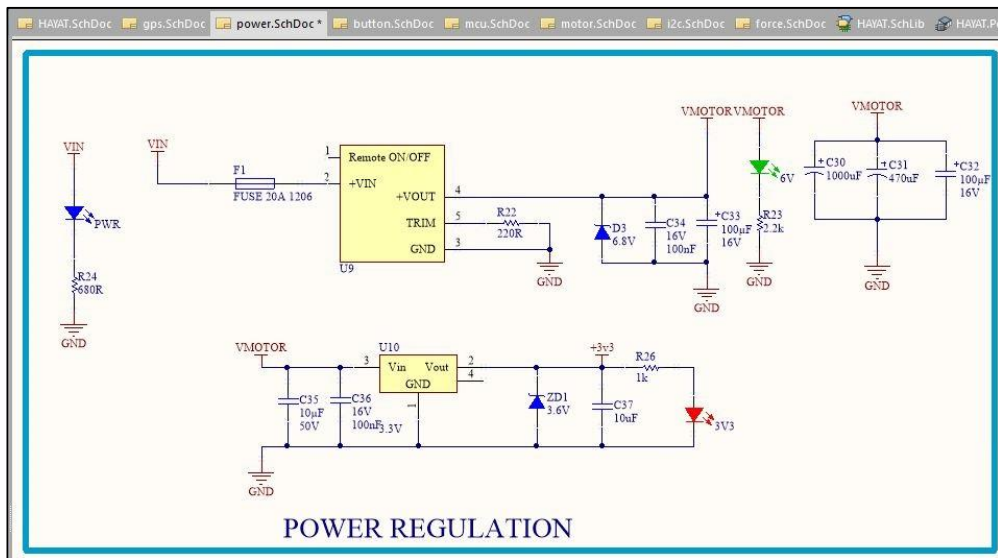 HAYAT.SchDoc gps.SchDoc power.SchDoc * button.SchDoc mcu.SchDoc motor.SchDoc i2c.SchDoc force.SchDoc HAYAT.SchLib
VIN
PWR
R24
680R
GND
VIN
F1
FUSE 20A 1206
1
2
Remote ON/OFF
+VIN
+VOUT
TRIM
GND
4
5
3
U9
R22
220R
GND
D3
6.8V
C34
16V
100nF
VMOTOR
C33
100µF
16V
GND
VMOTOR
6V
R23
2.2k
GND
VMOTOR
C30
1000uF
C31
470uF
C32
100µF
16V
GND
VMOTOR
C35
10µF
50V
C36
16V
100nF
GND
U10
3
Vin Vout
GND
2
4
1
3.3V
ZD1
3.6V
+3v3
C37
10uF
R26
1k
3V3
POWER REGULATION